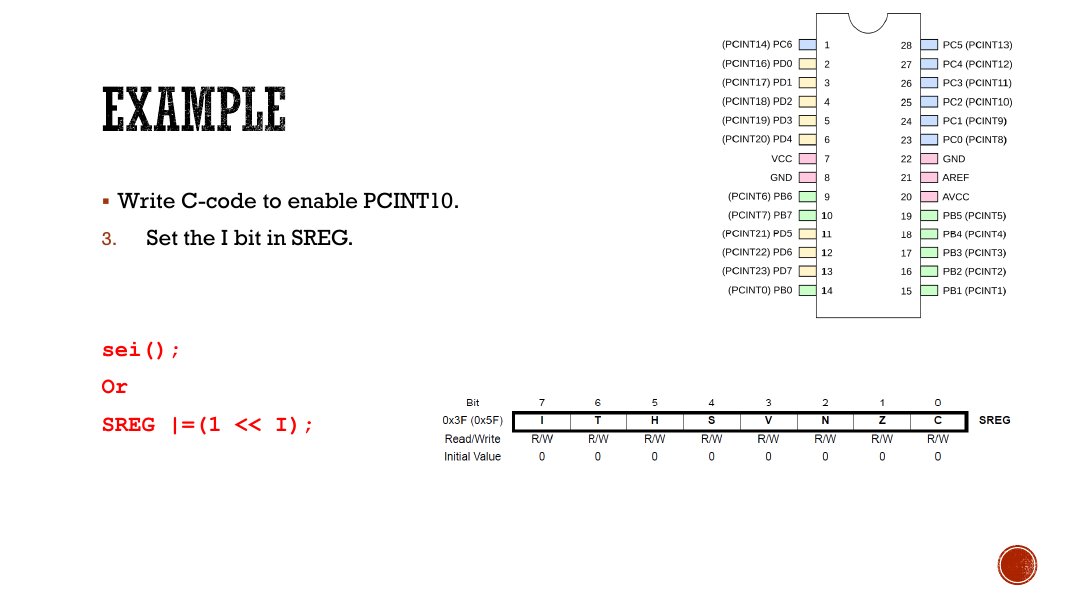 EXAMPLE
▪ Write C-code to enable PCINT10.
3. Set the I bit in SREG.
sei();
Or
SREG |=(1 << I);
(PCINT14) PC6 1 28 PC5 (PCINT13)
(PCINT16) PD0 2 27 PC4 (PCINT12)
(PCINT17) PD1 3 26 PC3 (PCINT11)
(PCINT18) PD2 4 25 PC2 (PCINT10)
(PCINT19) PD3 5 24 PC1 (PCINT9)
(PCINT20) PD4 6 23 PC0 (PCINT8)
VCC 7 22 GND
GND 8 21 AREF
(PCINT6) PB6 9 20 AVCC
(PCINT7) PB7 10 19 PB5 (PCINT5)
(PCINT21) PD5 11 18 PB4 (PCINT4)
(PCINT22) PD6 12 17 PB3 (PCINT3)
(PCINT23) PD7 13 16 PB2 (PCINT2)
(PCINT0) PB0 14 15 PB1 (PCINT1)
Bit 7 6 5 4 3 2 1 0
0x3F (0x5F) I T H S V N Z C SREG
Read/Write R/W R/W R/W R/W R/W R/W R/W R/W
Initial Value 0 0 0 0 0 0 0 0